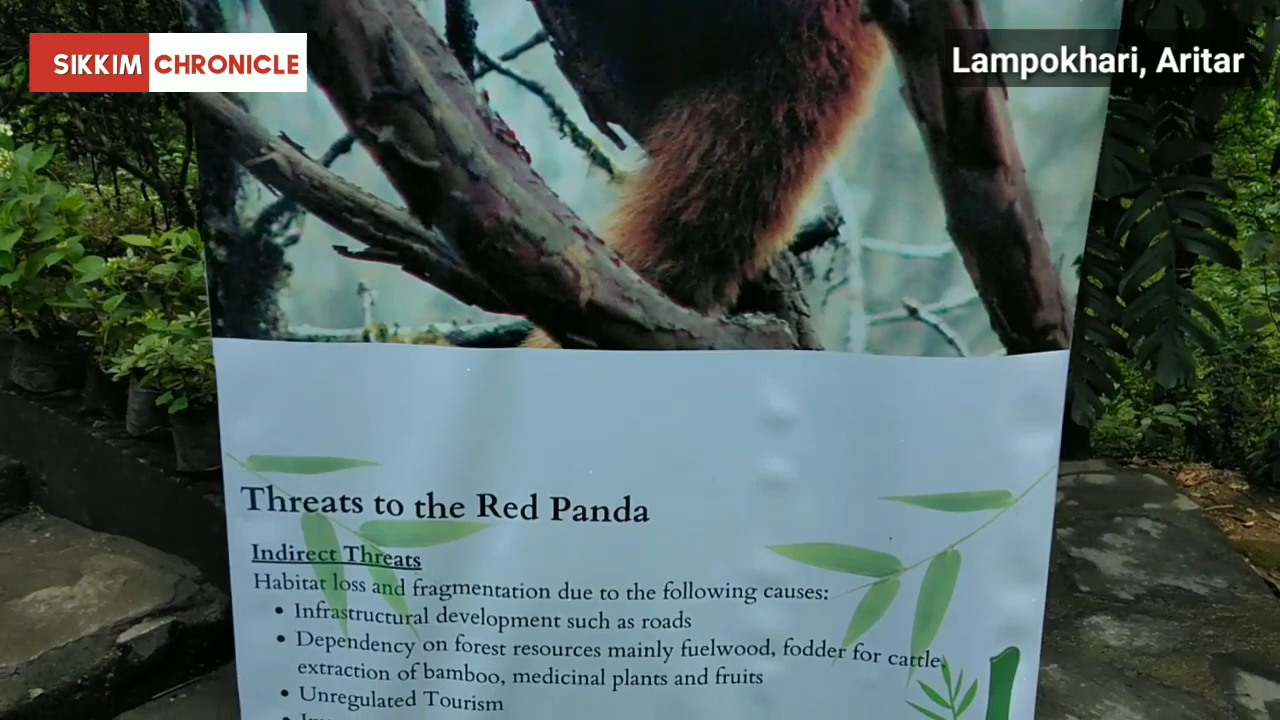 SIKKIM CHRONICLE
Lampokhari, Aritar
Threats to the Red Panda
Indirect Threats
Habitat loss and fragmentation due to the following causes:
• Infrastructural development such as roads
• Dependency on forest resources mainly fuelwood, fodder for cattle,
extraction of bamboo, medicinal plants and fruits
• Unregulated Tourism